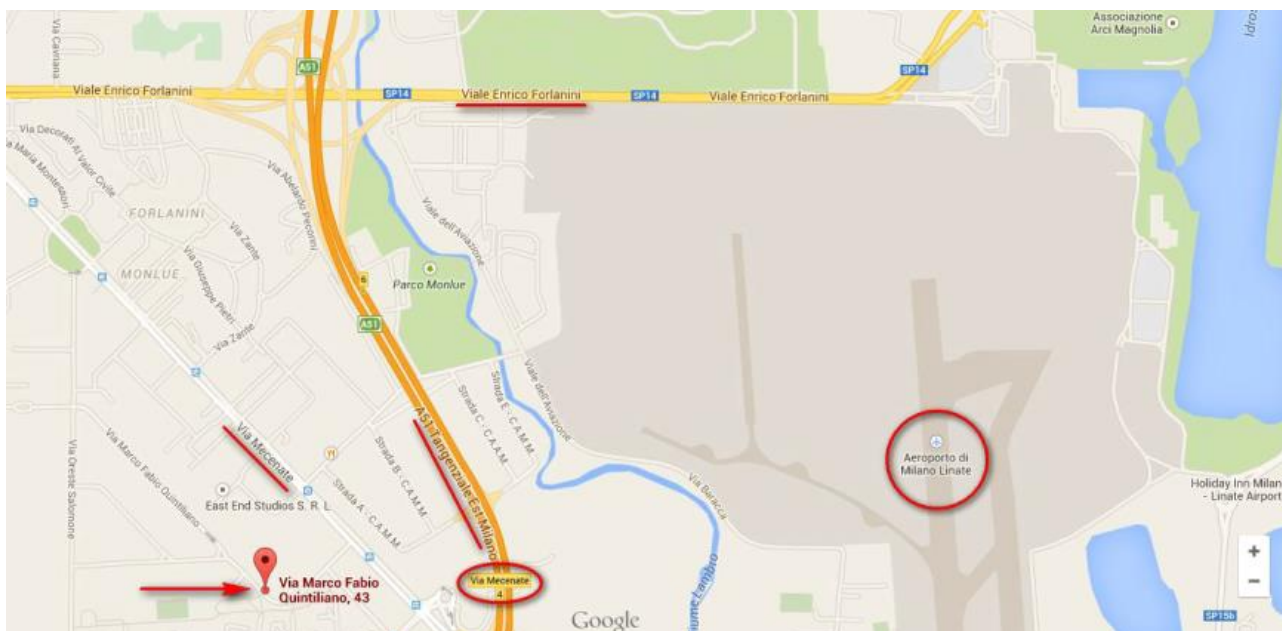 Associazione
Arci Magnolia
Idros
Via Cavriana
A51
SP14
Viale Enrico Forlanini
SP14
Viale Enrico Forlanini
SP14
Viale Enrico Forlanini
Via Decorati Al Valor Civile
Via Maria Montessori
Via Abelardo Pecorini
FORLANINI
Via Zante
Viale dell'Aviazione
MONLUE
Via Giuseppe Pietri
6
Parco Monlue
A51
Via Zante
Viale dell'Aviazione
Strada E - C.A.M.M.
Strada C - C.A.A.M.
A51 Tangenziale Est Milano
Via Mecenate
Via Marco Fabio Quintiliano
Via Oreste Salomone
Strada B - C.A.M.M.
Aeroporto di
Milano Linate
Via Baracca
Holiday Inn Milan
- Linate Airport
East End Studios S. R. L.
Strada A - C.A.M.M.
Via Marco Fabio
Quintiliano, 43
Via Mecenate
4
Fiume Lambro
+
−
Google
SP15b